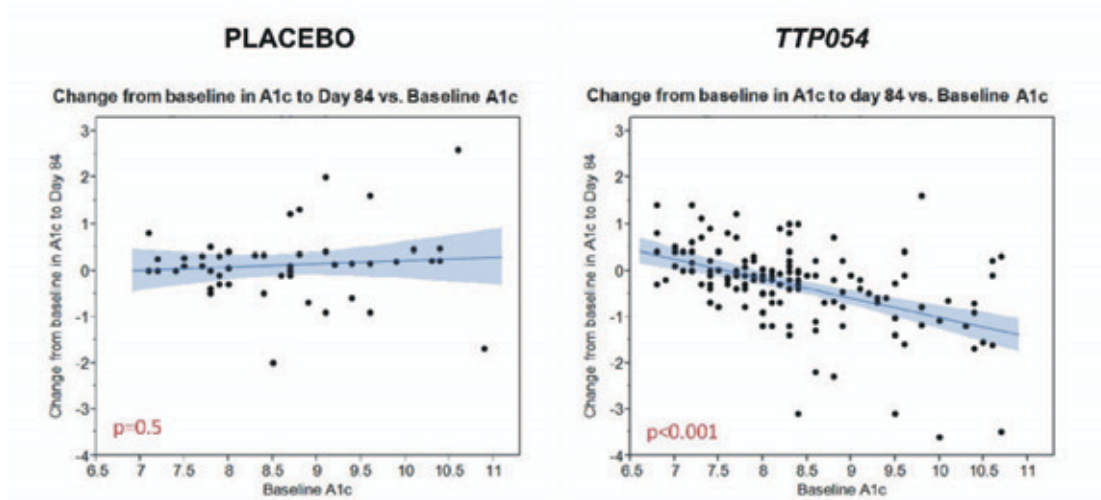 PLACEBO
Change from baseline in A1c to Day 84 vs. Baseline A1c
Change from baseline in A1c to Day 84
3
2
1
0
-1
-2
-3
-4
p=0.5
6.5 7 7.5 8 8.5 9 9.5 10 10.5 11
Baseline A1c
TTP054
Change from baseline in A1c to day 84 vs. Baseline A1c
Change from baseline in A1c to Day 84
3
2
1
0
-1
-2
-3
-4
p<0.001
6.5 7 7.5 8 8.5 9 9.5 10 10.5 11
Baseline A1c